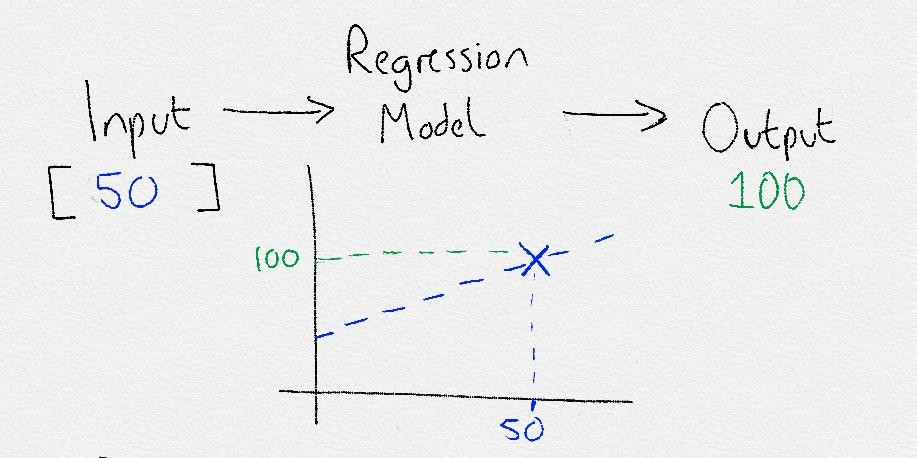 Regression
Input
Model
Output
[ 50 ]
100
100
50